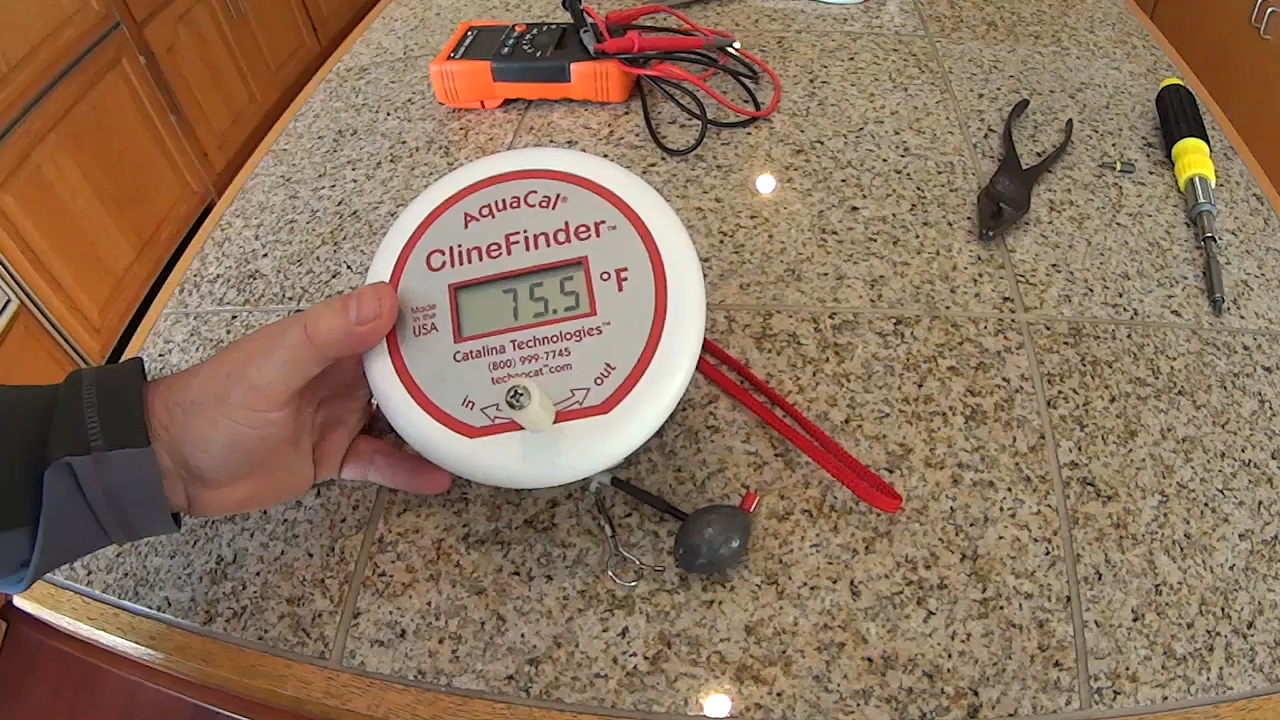 AquaCal®
ClineFinder™
75.5 °F
Made
in the
USA
Catalina Technologies™
(800) 999-7745
technocat.com
in
out